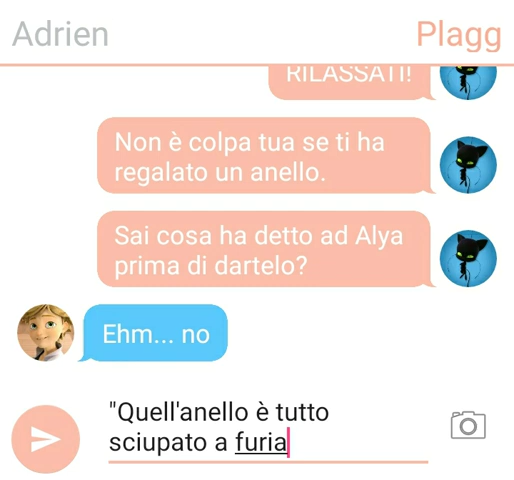 Adrien
Plagg
RILASSATI!
Non è colpa tua se ti ha
regalato un anello.
Sai cosa ha detto ad Alya
prima di dartelo?
Ehm... no
"Quell'anello è tutto
sciupato a furia